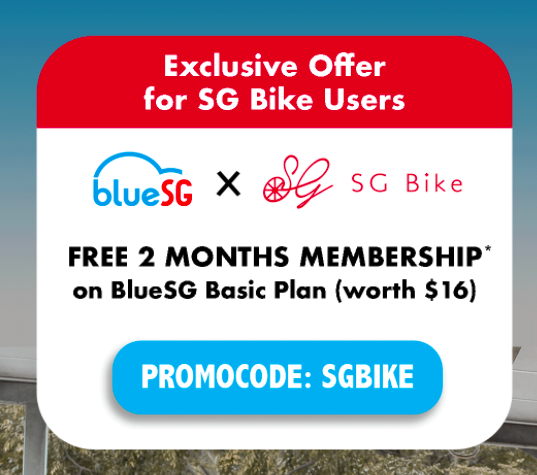 Exclusive Offer
for SG Bike Users
blueSG X SG SG Bike
FREE 2 MONTHS MEMBERSHIP*
on BlueSG Basic Plan (worth $16)
PROMOCODE: SGBIKE